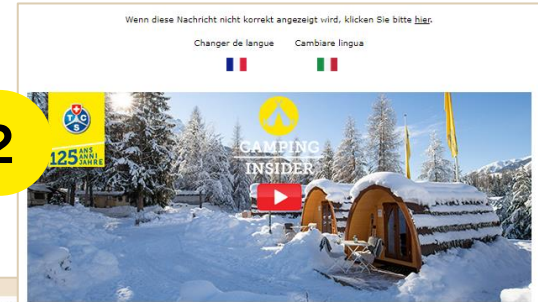 Wenn diese Nachricht nicht korrekt angezeigt wird, klicken Sie bitte hier.
Changer de langue Cambiare lingua
2
TCS
125 ANS ANNI JAHRE
CAMPING
INSIDER